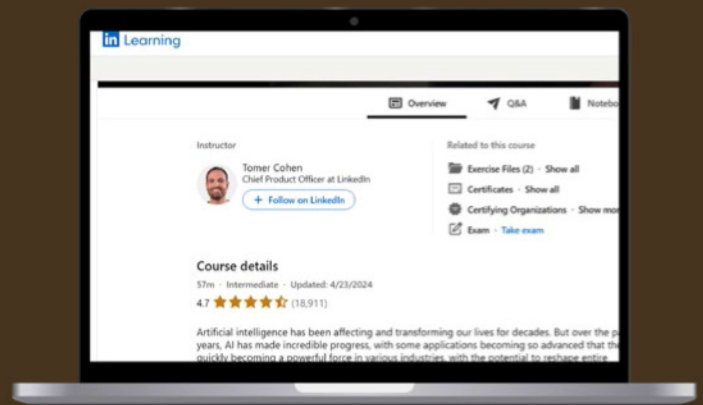 in Learning
Overview
Q&A
Notebo
Instructor
Tomer Cohen
Chief Product Officer at LinkedIn
+ Follow on LinkedIn
Related to this course
Exercise Files (2) · Show all
Certificates · Show all
Certifying Organizations · Show mor
Exam · Take exam
Course details
57m · Intermediate · Updated: 4/23/2024
4.7 (18,911)
Artificial intelligence has been affecting and transforming our lives for decades. But over the p
years, AI has made incredible progress, with some applications becoming so advanced that the
quickly becoming a powerful force in various industries, with the potential to reshape entire